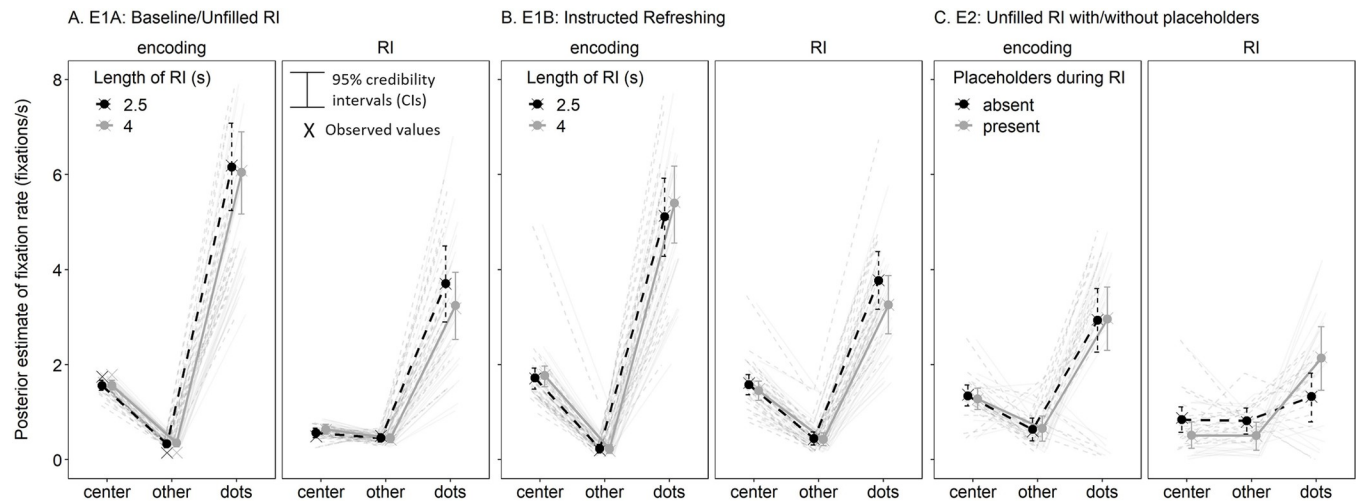 A. E1A: Baseline/Unfilled RI
B. E1B: Instructed Refreshing
C. E2: Unfilled RI with/without placeholders
encoding
RI
encoding
RI
encoding
RI
Posterior estimate of fixation rate (fixations/s)
8
6
4
2
0
Length of RI (s)
2.5
4
95% credibility
intervals (CIs)
X Observed values
Length of RI (s)
2.5
4
Placeholders during RI
absent
present
center other dots
center other dots
center other dots
center other dots
center other dots
center other dots